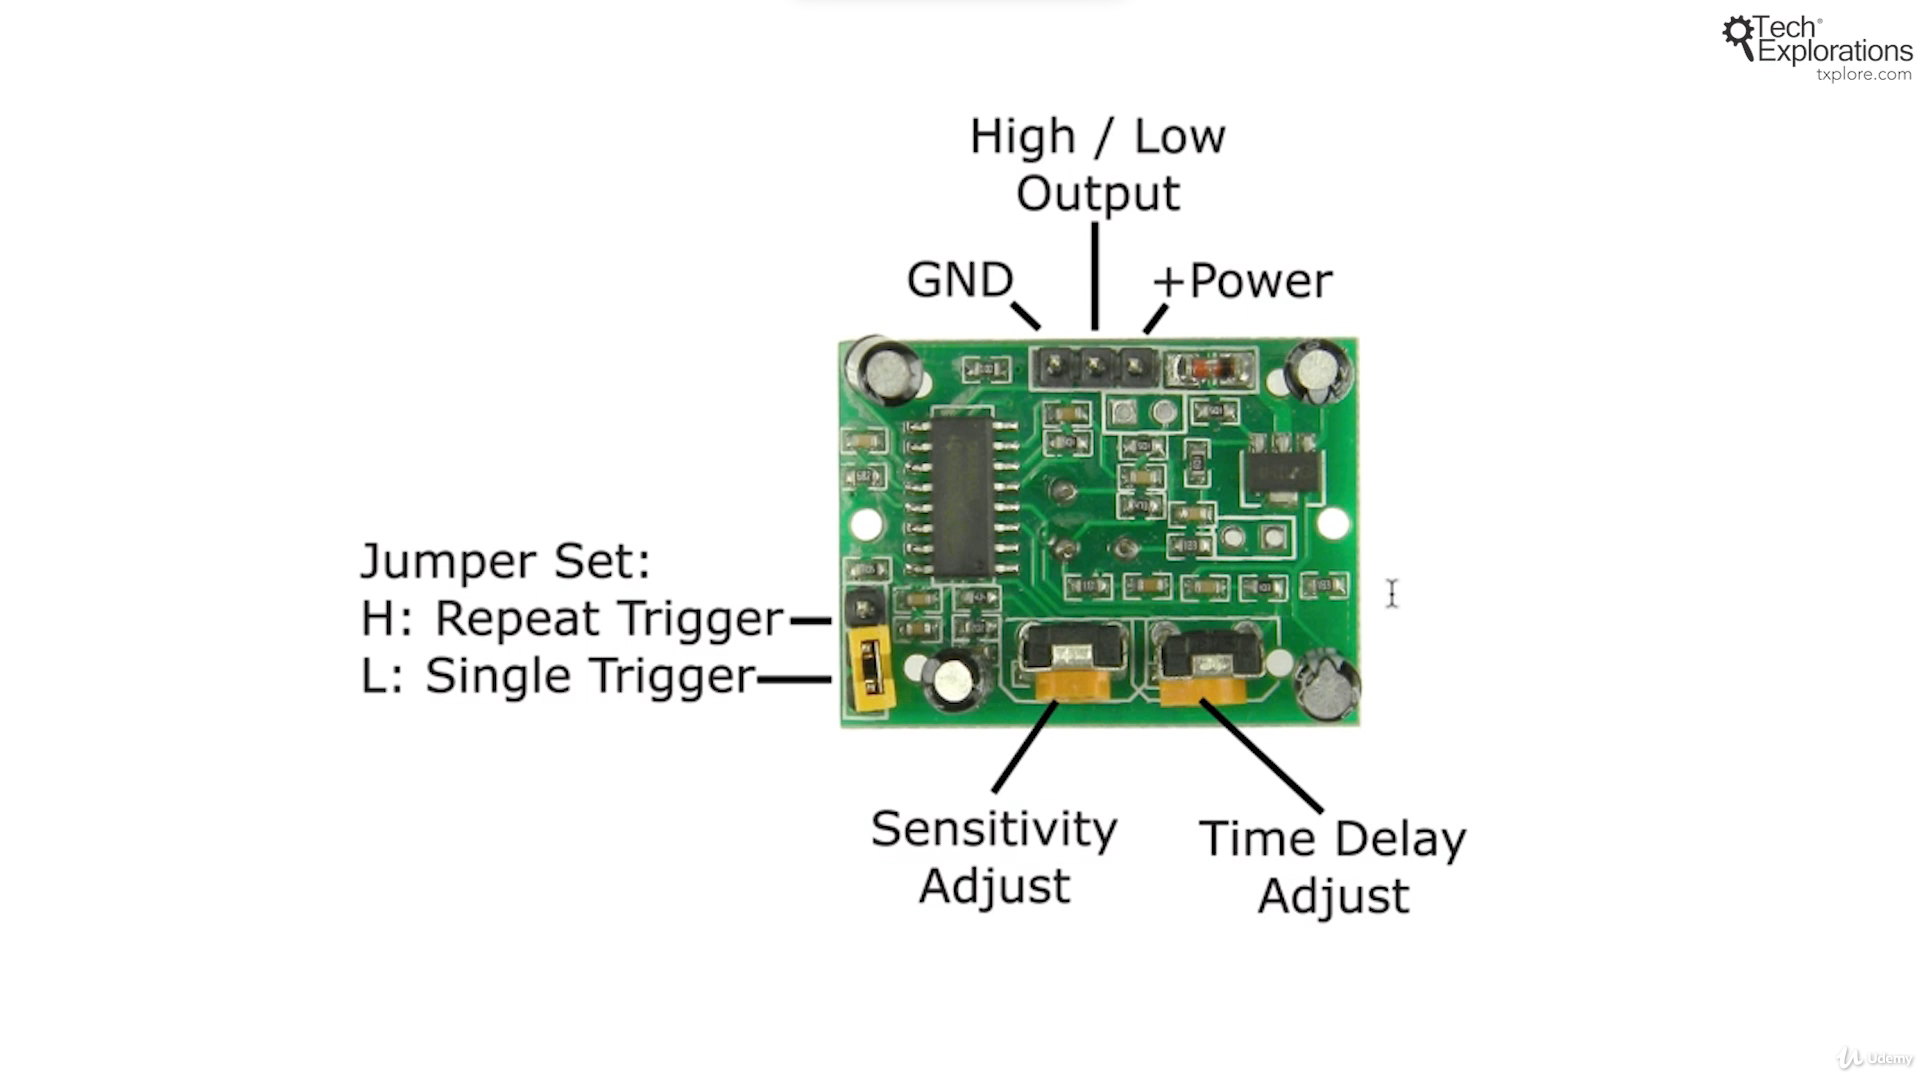 Tech
Explorations
txplore.com
High / Low
Output
GND
+Power
Jumper Set:
H: Repeat Trigger
L: Single Trigger
Sensitivity
Adjust
Time Delay
Adjust
Udemy